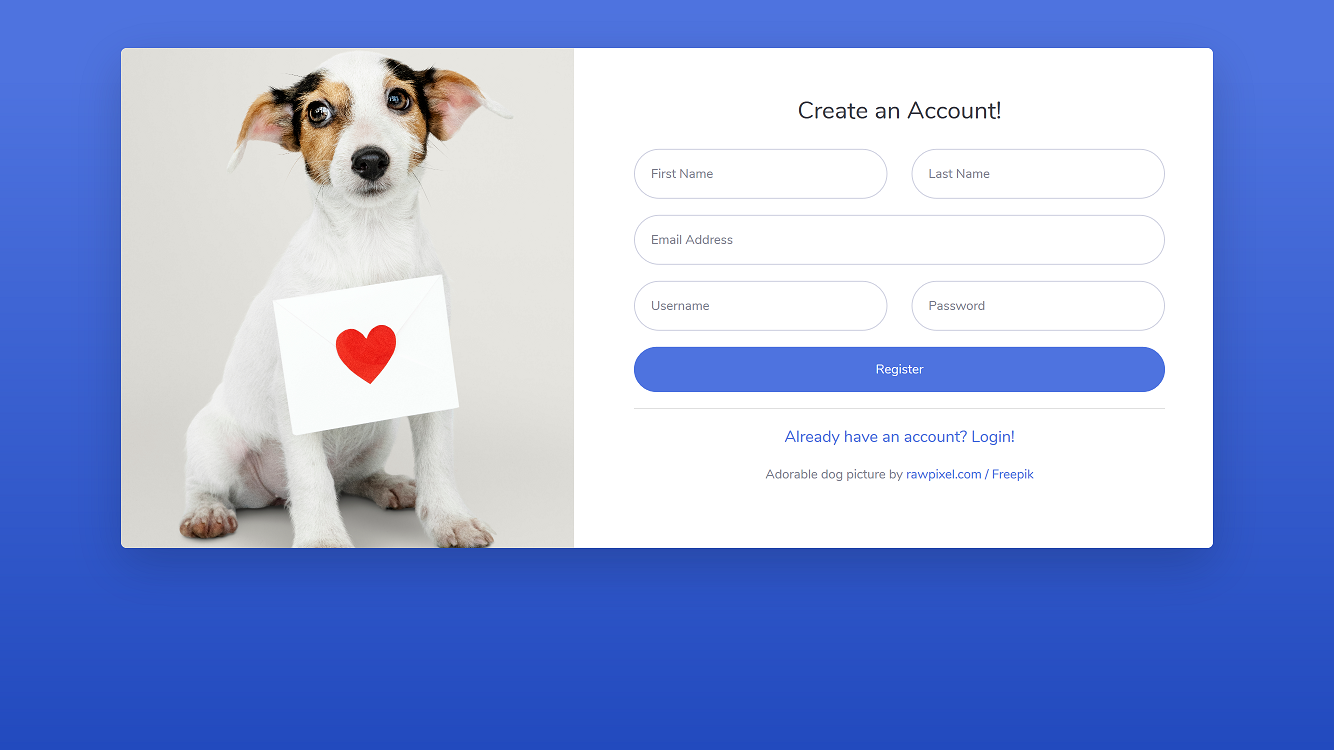 Create an Account!
First Name
Last Name
Email Address
Username
Password
Register
Already have an account? Login!
Adorable dog picture by rawpixel.com / Freepik